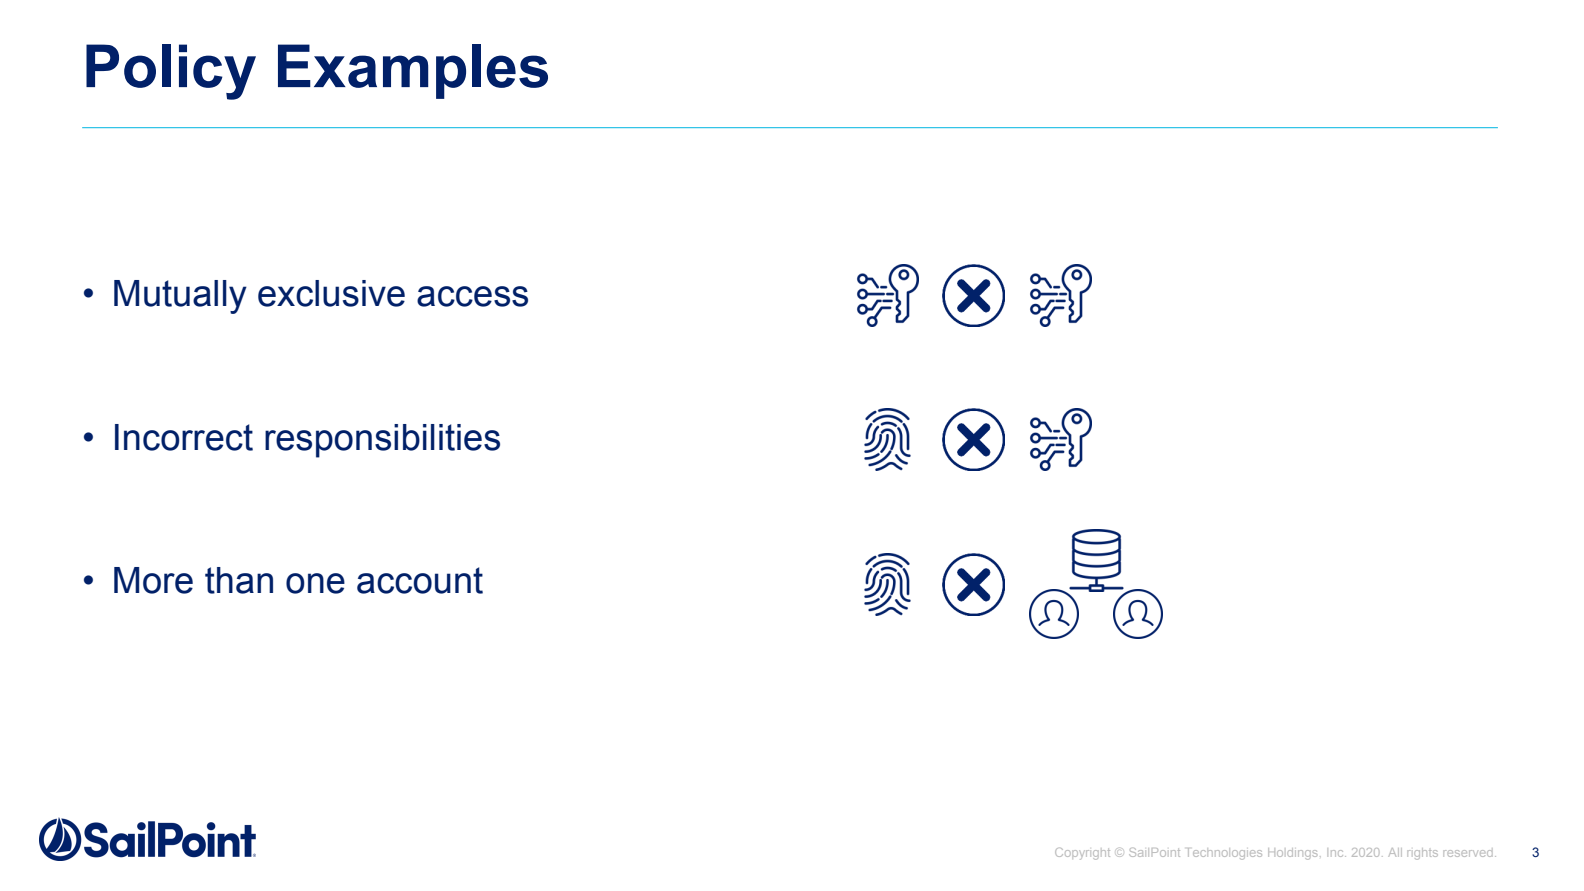 Policy Examples
• Mutually exclusive access
• Incorrect responsibilities
• More than one account
SailPoint
Copyright © SailPoint Technologies Holdings, Inc. 2020. All rights reserved. 3